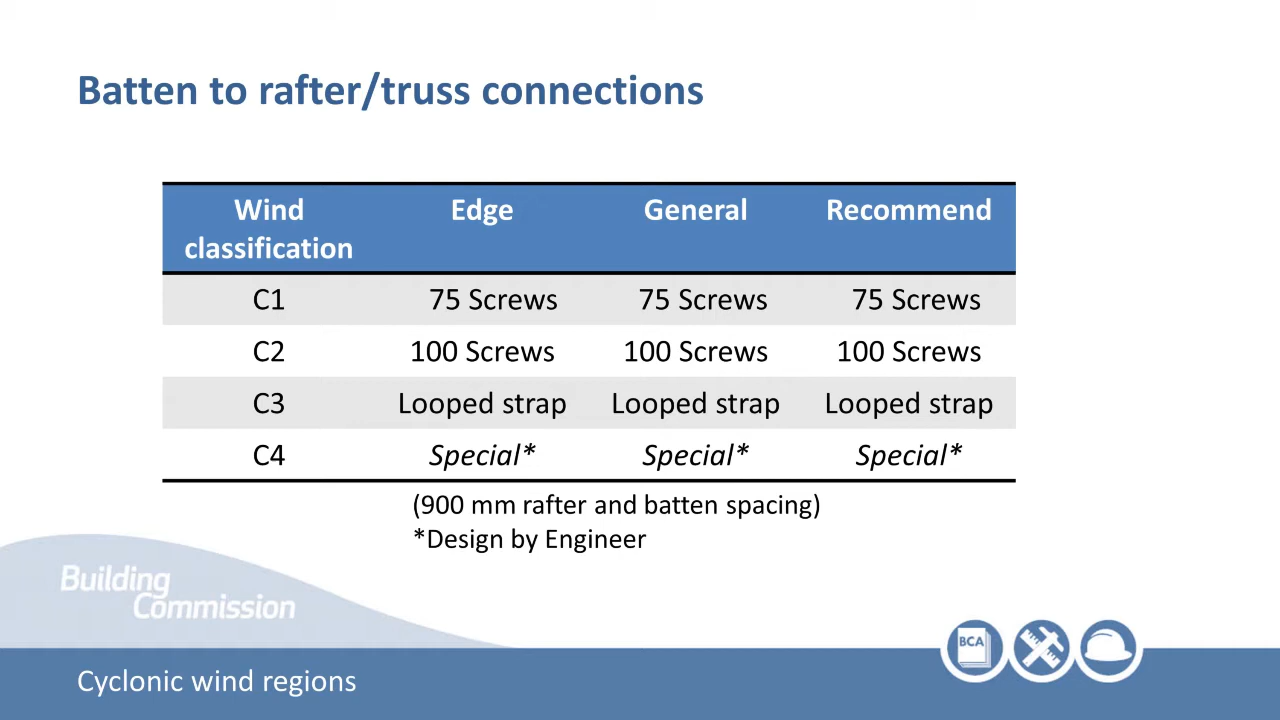 Batten to rafter/truss connections
Wind classification Edge General Recommend
C1 75 Screws 75 Screws 75 Screws
C2 100 Screws 100 Screws 100 Screws
C3 Looped strap Looped strap Looped strap
C4 Special* Special* Special*
(900 mm rafter and batten spacing)
*Design by Engineer
Building
Commission
BCA
Cyclonic wind regions